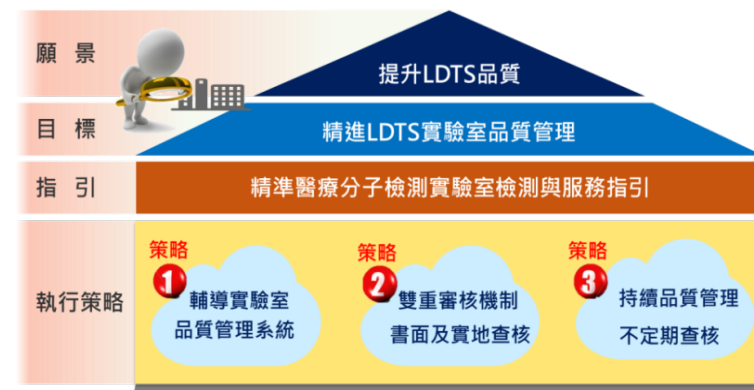 願 景
提升LDTS品質
目 標
精進LDTS實驗室品質管理
指 引
精準醫療分子檢測實驗室檢測與服務指引
執行策略
策略
1
輔導實驗室
品質管理系統
策略
2
雙重審核機制
書面及實地查核
策略
3
持續品質管理
不定期查核